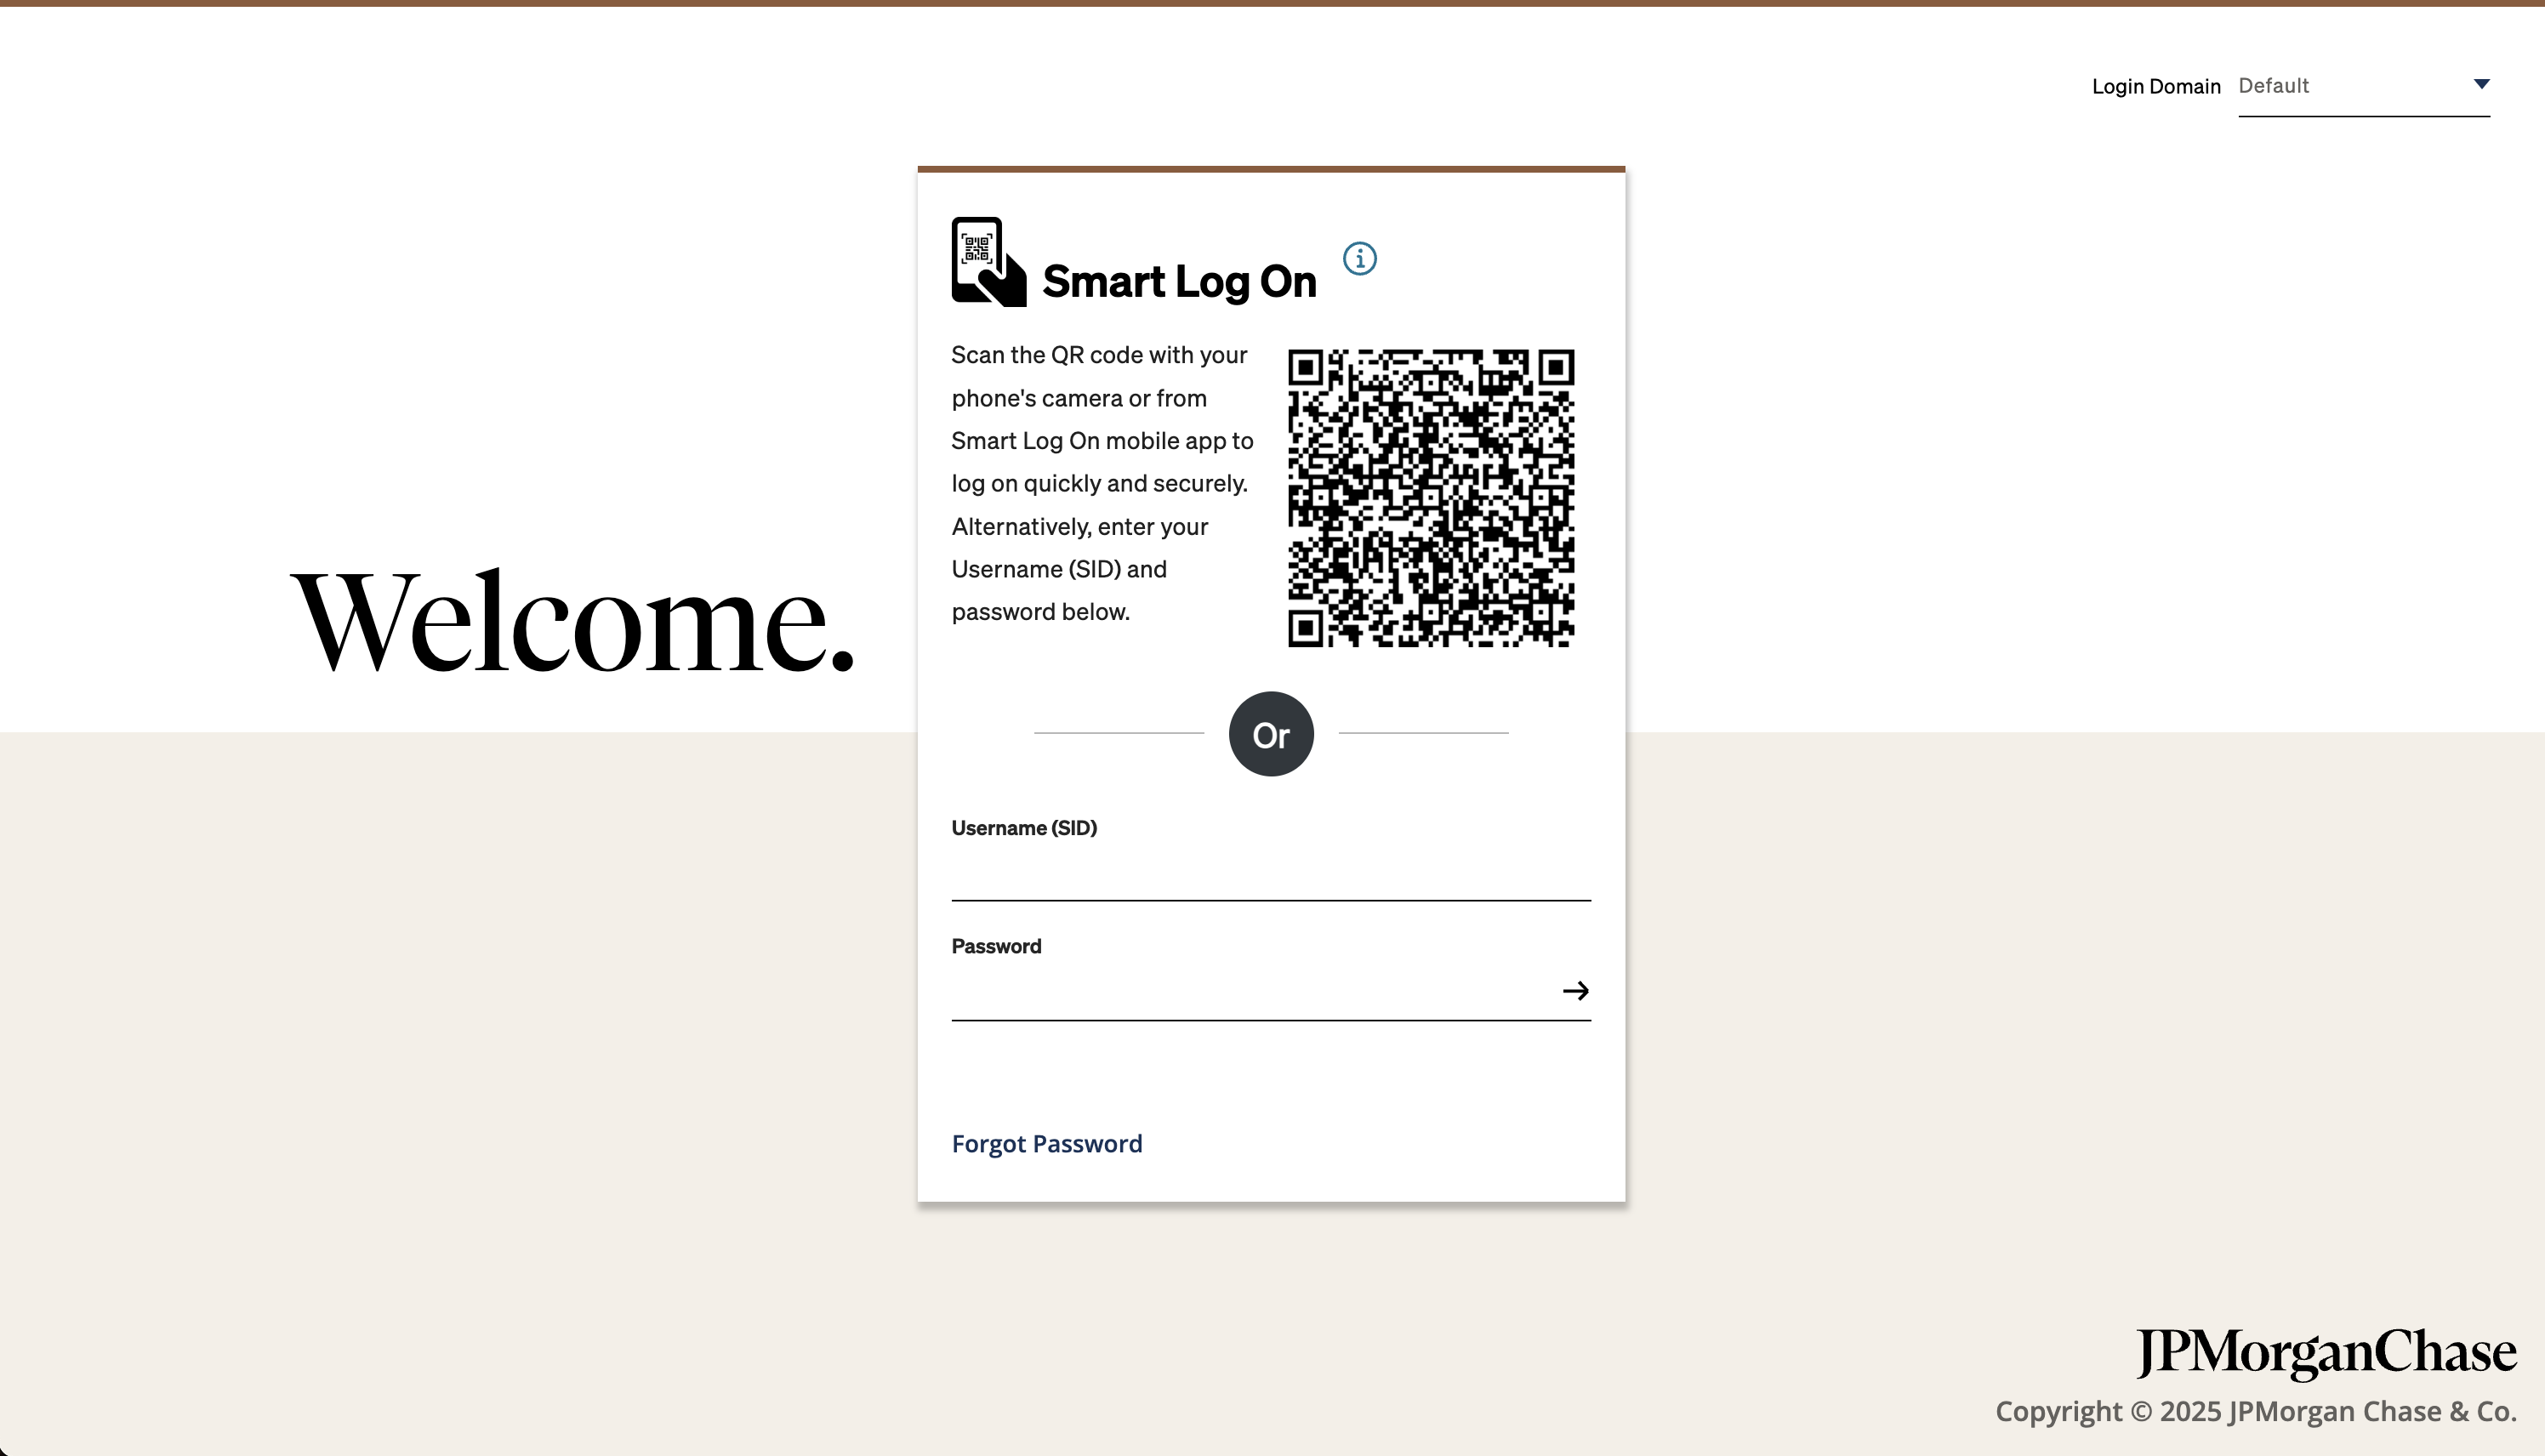 Login Domain Default
Smart Log On
Scan the QR code with your
phone's camera or from
Smart Log On mobile app to
log on quickly and securely.
Alternatively, enter your
Username (SID) and
password below.
Welcome.
Or
Username (SID)
Password
Forgot Password
JPMorganChase
Copyright © 2025 JPMorgan Chase & Co.